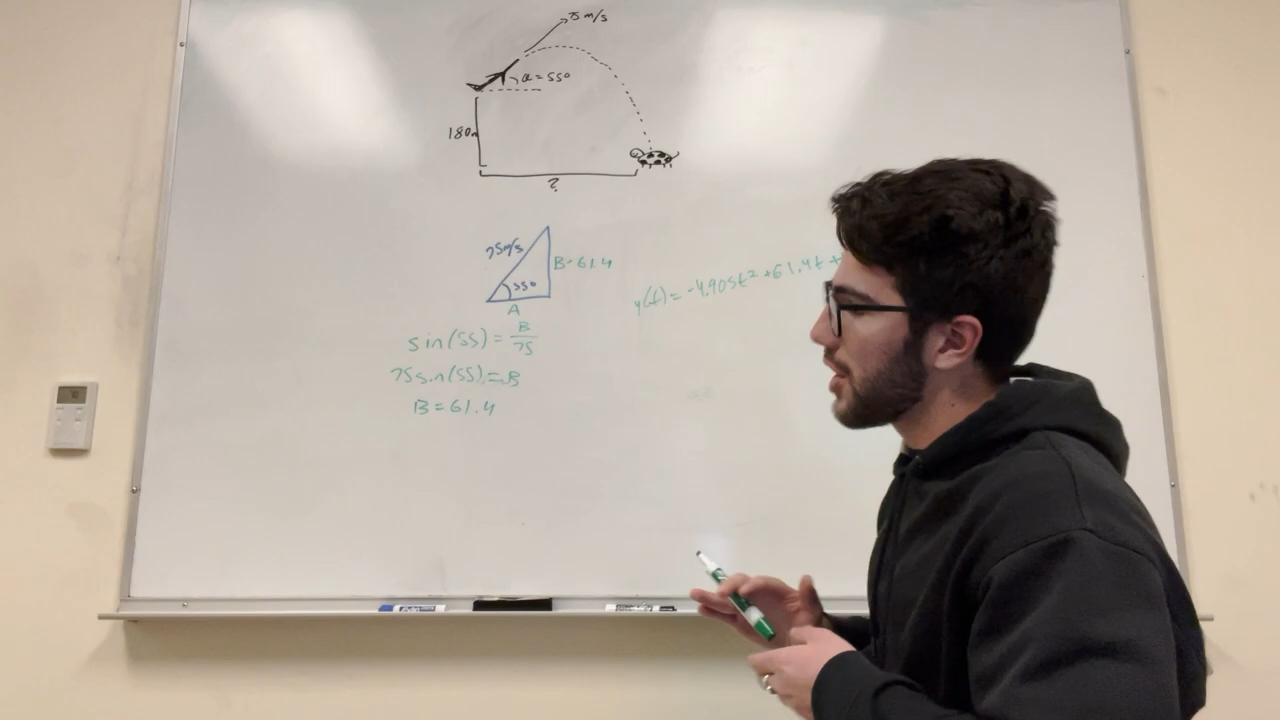 75 m/s
α = 55°
180m
?
75m/s
B=61.4
55°
A
y(t) = -4.905t² +61.4t +
sin(55) = B/75
75sin(55) = B
B = 61.4